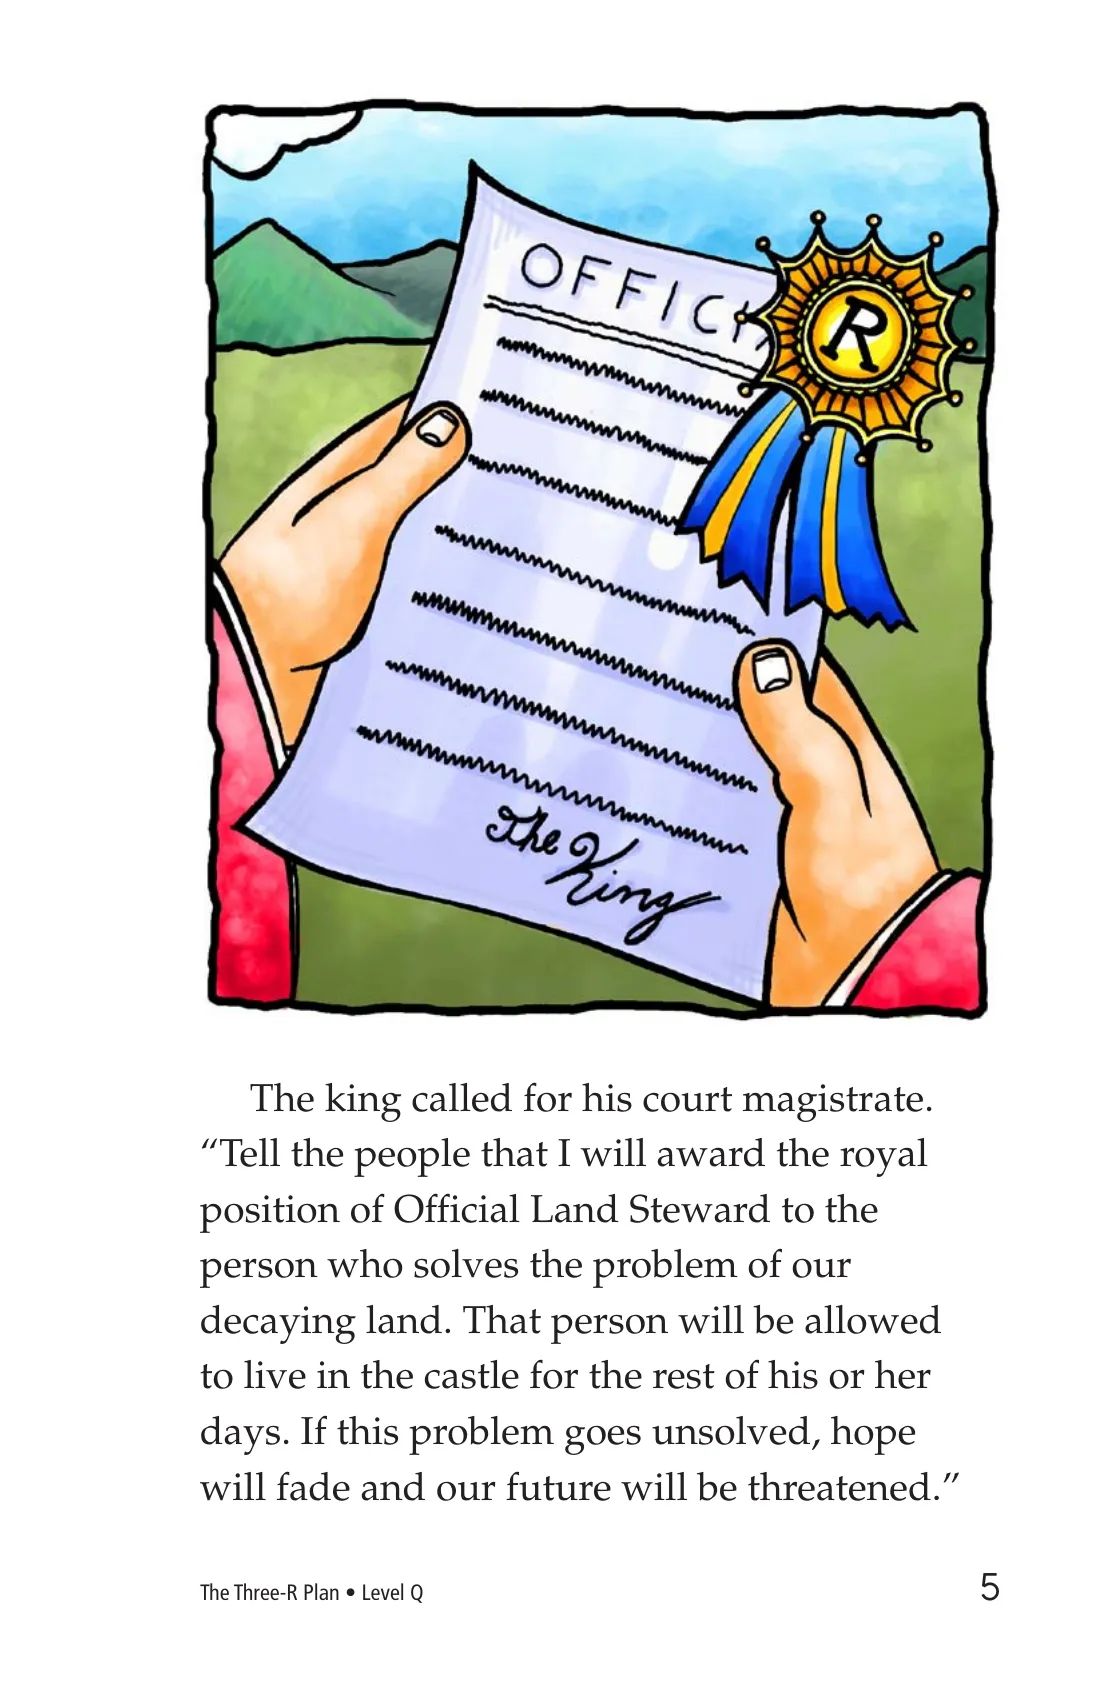 OFFICI
R
The King
The king called for his court magistrate.
“Tell the people that I will award the royal
position of Official Land Steward to the
person who solves the problem of our
decaying land. That person will be allowed
to live in the castle for the rest of his or her
days. If this problem goes unsolved, hope
will fade and our future will be threatened.”
The Three-R Plan • Level Q
5